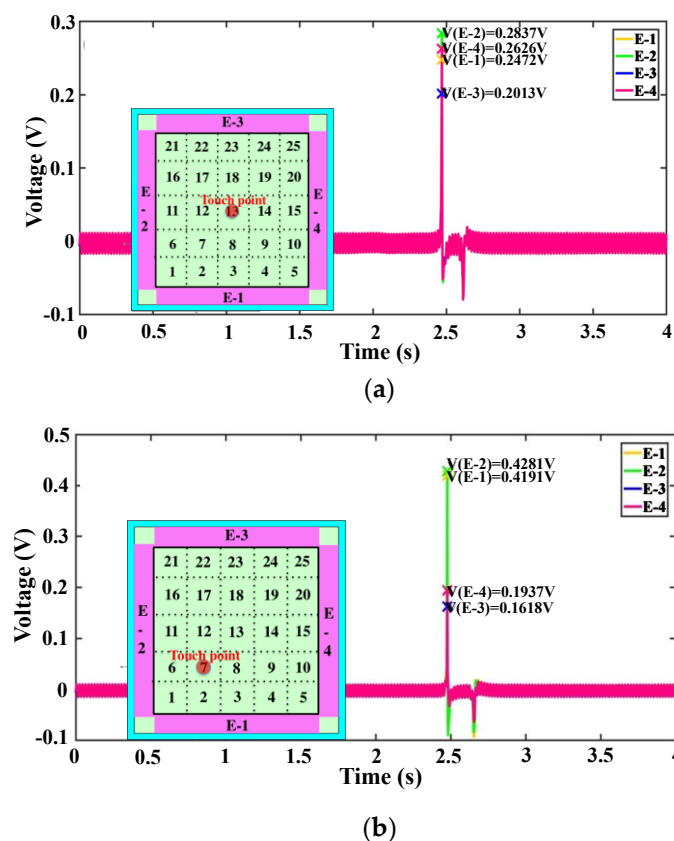 0.3
V(E-2)=0.2837V
V(E-4)=0.2626V
V(E-1)=0.2472V
V(E-3)=0.2013V
E-1
E-2
E-3
E-4
0.2
0.1
0
-0.1
Voltage (V)
E-3
21 22 23 24 25
16 17 18 19 20
Touch point
11 12 13 14 15
6 7 8 9 10
1 2 3 4 5
E-2
E-4
E-1
0 0.5 1 1.5 2 2.5 3 3.5 4
Time (s)
(a)
0.5
V(E-2)=0.4281V
V(E-1)=0.4191V
V(E-4)=0.1937V
V(E-3)=0.1618V
E-1
E-2
E-3
E-4
0.4
0.3
0.2
0.1
0
-0.1
Voltage (V)
E-3
21 22 23 24 25
16 17 18 19 20
11 12 13 14 15
Touch point
6 7 8 9 10
1 2 3 4 5
E-2
E-4
E-1
0 0.5 1 1.5 2 2.5 3 3.5 4
Time (s)
(b)